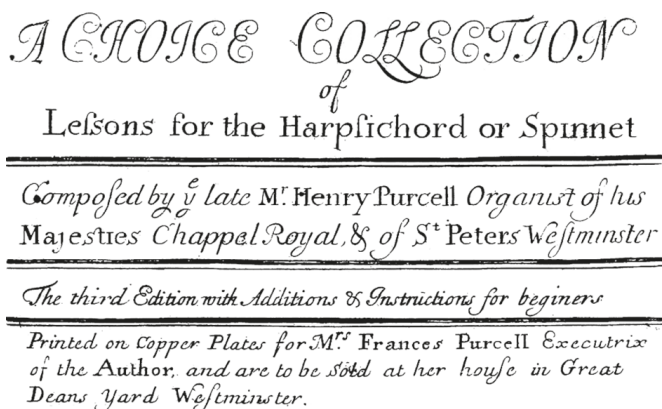 A CHOICE COLLECTION
of
Leſsons for the Harpſichord or Spinnet
Compoſed by yͤ late Mʳ. Henry Purcell Organist of his
Majesties Chappel Royal, & of Sᵗ Peters Weſtminster
The third Edition with Additions & Instructions for beginers
Printed on Copper Plates for Mʳˢ Frances Purcell Executrix
of the Author, and are to be Sold at her houſe in Great
Deans Yard Weſtminster.